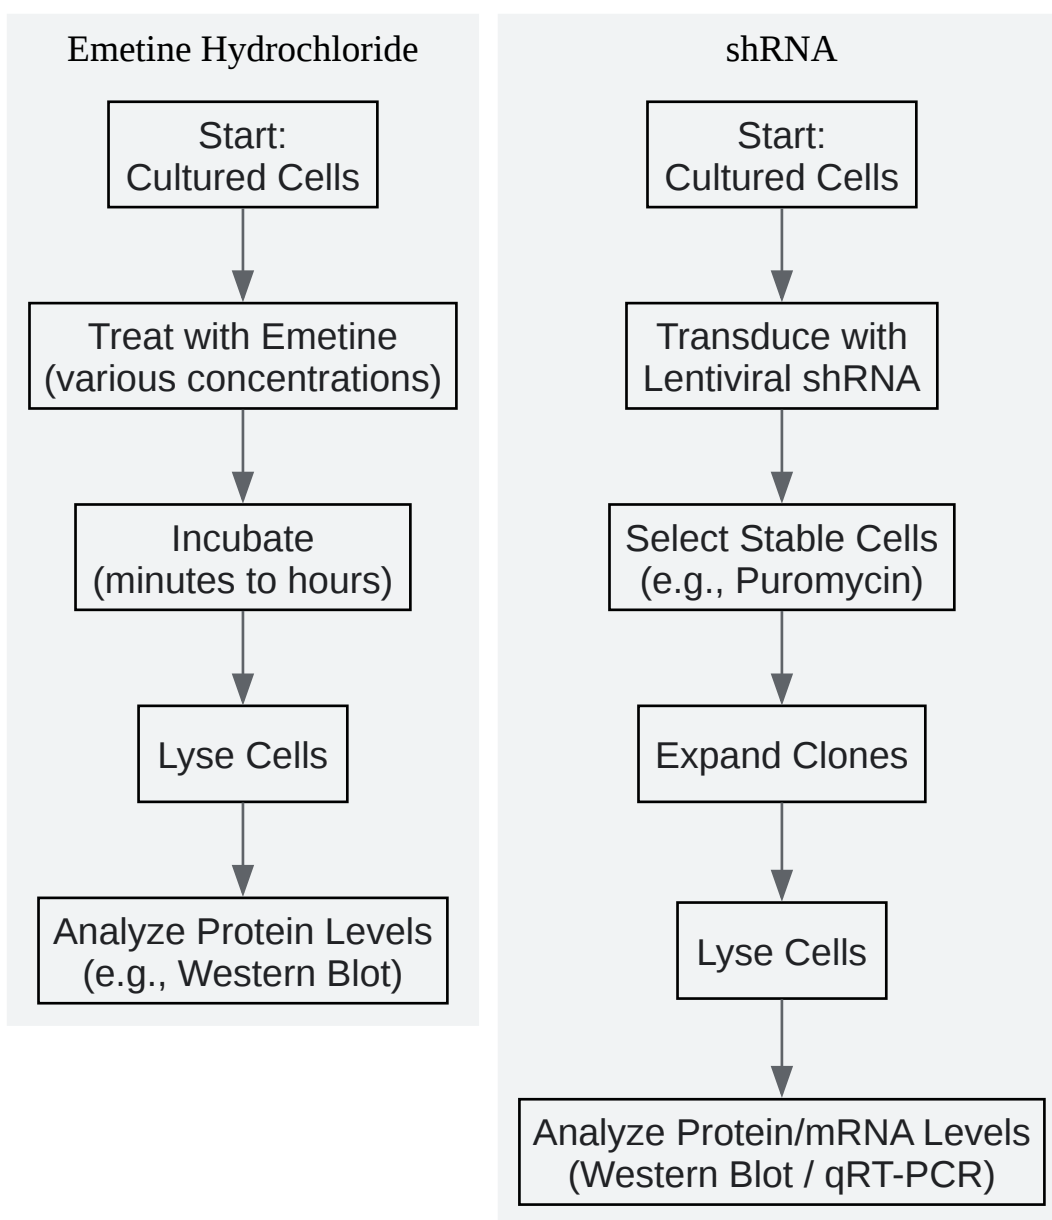 Emetine Hydrochloride
Start:
Cultured Cells
Treat with Emetine
(various concentrations)
Incubate
(minutes to hours)
Lyse Cells
Analyze Protein Levels
(e.g., Western Blot)
shRNA
Start:
Cultured Cells
Transduce with
Lentiviral shRNA
Select Stable Cells
(e.g., Puromycin)
Expand Clones
Lyse Cells
Analyze Protein/mRNA Levels
(Western Blot / qRT-PCR)